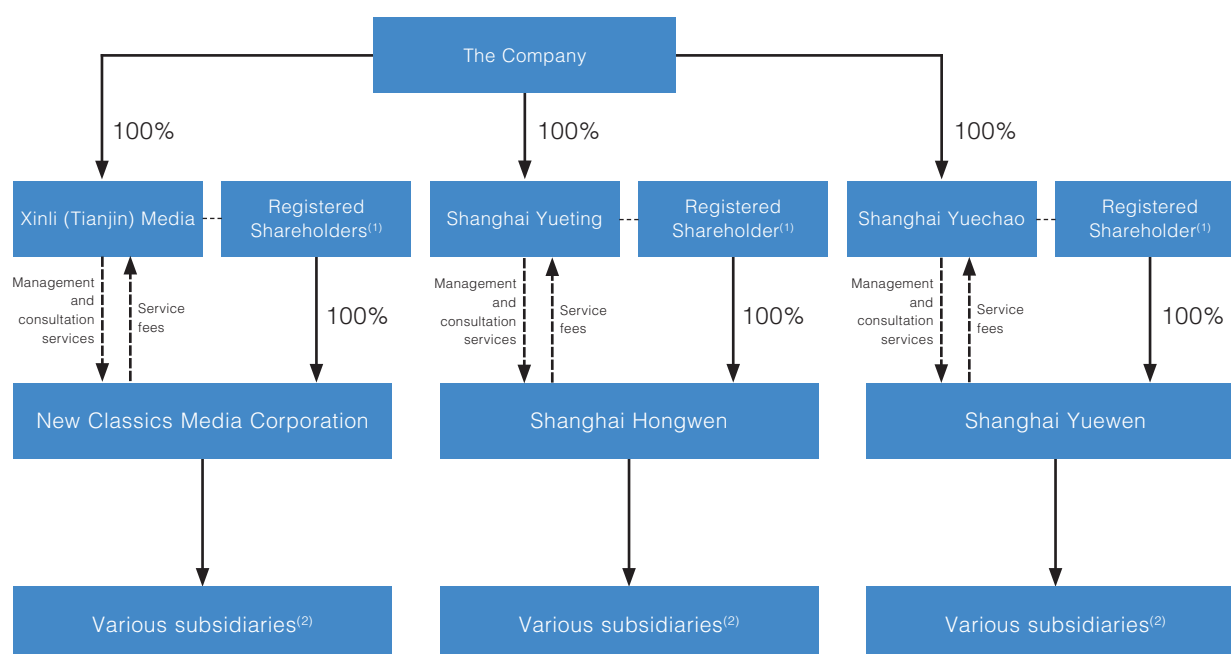 The Company
100%
100%
100%
Xinli (Tianjin) Media
Registered
Shareholders(1)
Shanghai Yueting
Registered
Shareholder(1)
Shanghai Yuechao
Registered
Shareholder(1)
Management
and
consultation
services
Service
fees
100%
Management
and
consultation
services
Service
fees
100%
Management
and
consultation
services
Service
fees
100%
New Classics Media Corporation
Shanghai Hongwen
Shanghai Yuewen
Various subsidiaries(2)
Various subsidiaries(2)
Various subsidiaries(2)